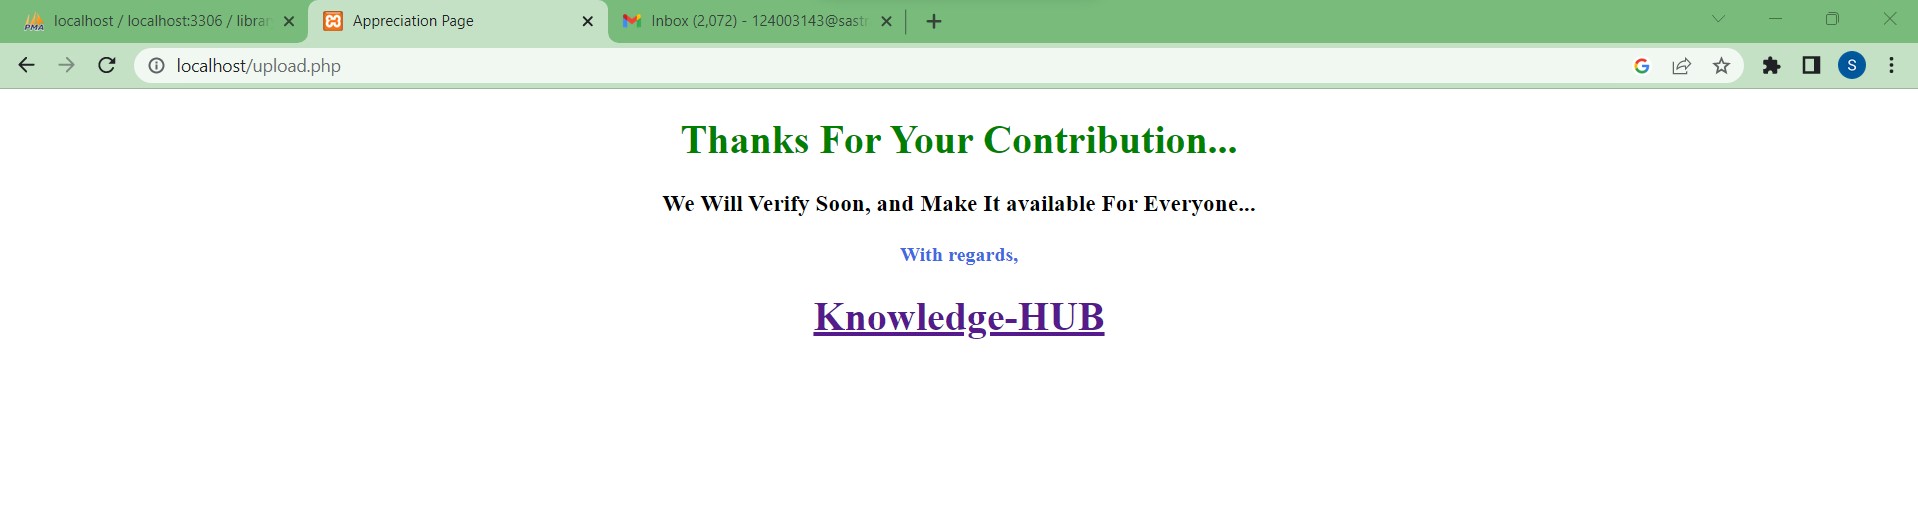 PMA localhost / localhost:3306 / librar
Appreciation Page
Inbox (2,072) - 124003143@sastr
localhost/upload.php
S
Thanks For Your Contribution...
We Will Verify Soon, and Make It available For Everyone...
With regards,
Knowledge-HUB